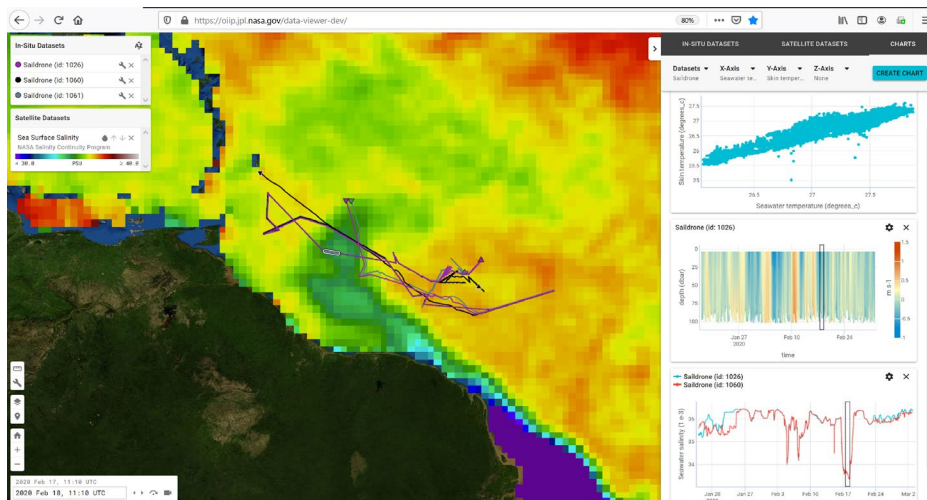 https://oiip.jpl.nasa.gov/data-viewer-dev/
80%
In-Situ Datasets
Saildrone (id: 1026)
Saildrone (id: 1060)
Saildrone (id: 1061)
Satellite Datasets
Sea Surface Salinity
NASA Salinity Continuity Program
≤ 30.0 PSU ≥ 40.0
2020 Feb 17, 11:10 UTC
2020 Feb 18, 11:10 UTC
IN-SITU DATASETS SATELLITE DATASETS CHARTS
Datasets X-Axis Y-Axis Z-Axis
Saildrone Seawater te... Skin temper... None
CREATE CHART
Skin temperature (degrees_c)
27.5
27
26.5
26
25.5
25
26.5 27 27.5
Seawater temperature (degrees_c)
Saildrone (id: 1026)
depth (dbar)
0
50
100
Jan 27 Feb 10 Feb 24
2020
time
1.5
1
0.5
0
-0.5
-1
m s-1
Saildrone (id: 1026)
Saildrone (id: 1060)
Seawater salinity (1 e-3)
36
35
34
Jan 20 Jan 27 Feb 3 Feb 10 Feb 17 Feb 24 Mar 2
2020